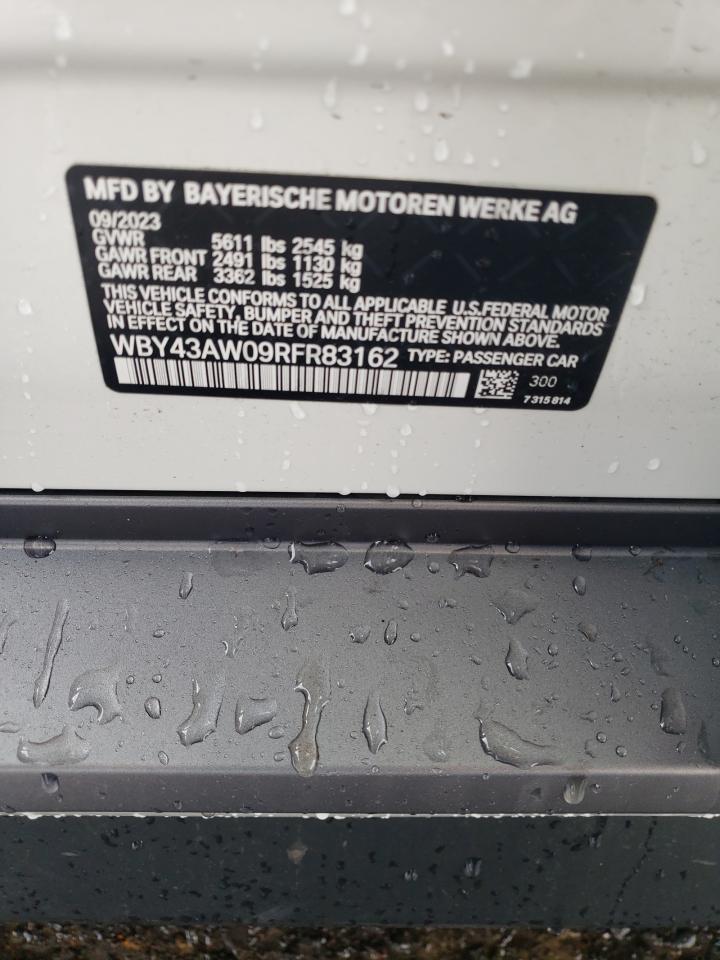 MFD BY BAYERISCHE MOTOREN WERKE AG
09/2023
GVWR 5611 lbs 2545 kg
GAWR FRONT 2491 lbs 1130 kg
GAWR REAR 3362 lbs 1525 kg
THIS VEHICLE CONFORMS TO ALL APPLICABLE U.S.FEDERAL MOTOR
VEHICLE SAFETY, BUMPER AND THEFT PREVENTION STANDARDS
IN EFFECT ON THE DATE OF MANUFACTURE SHOWN ABOVE.
WBY43AW09RFR83162 TYPE: PASSENGER CAR
300
7 315 814